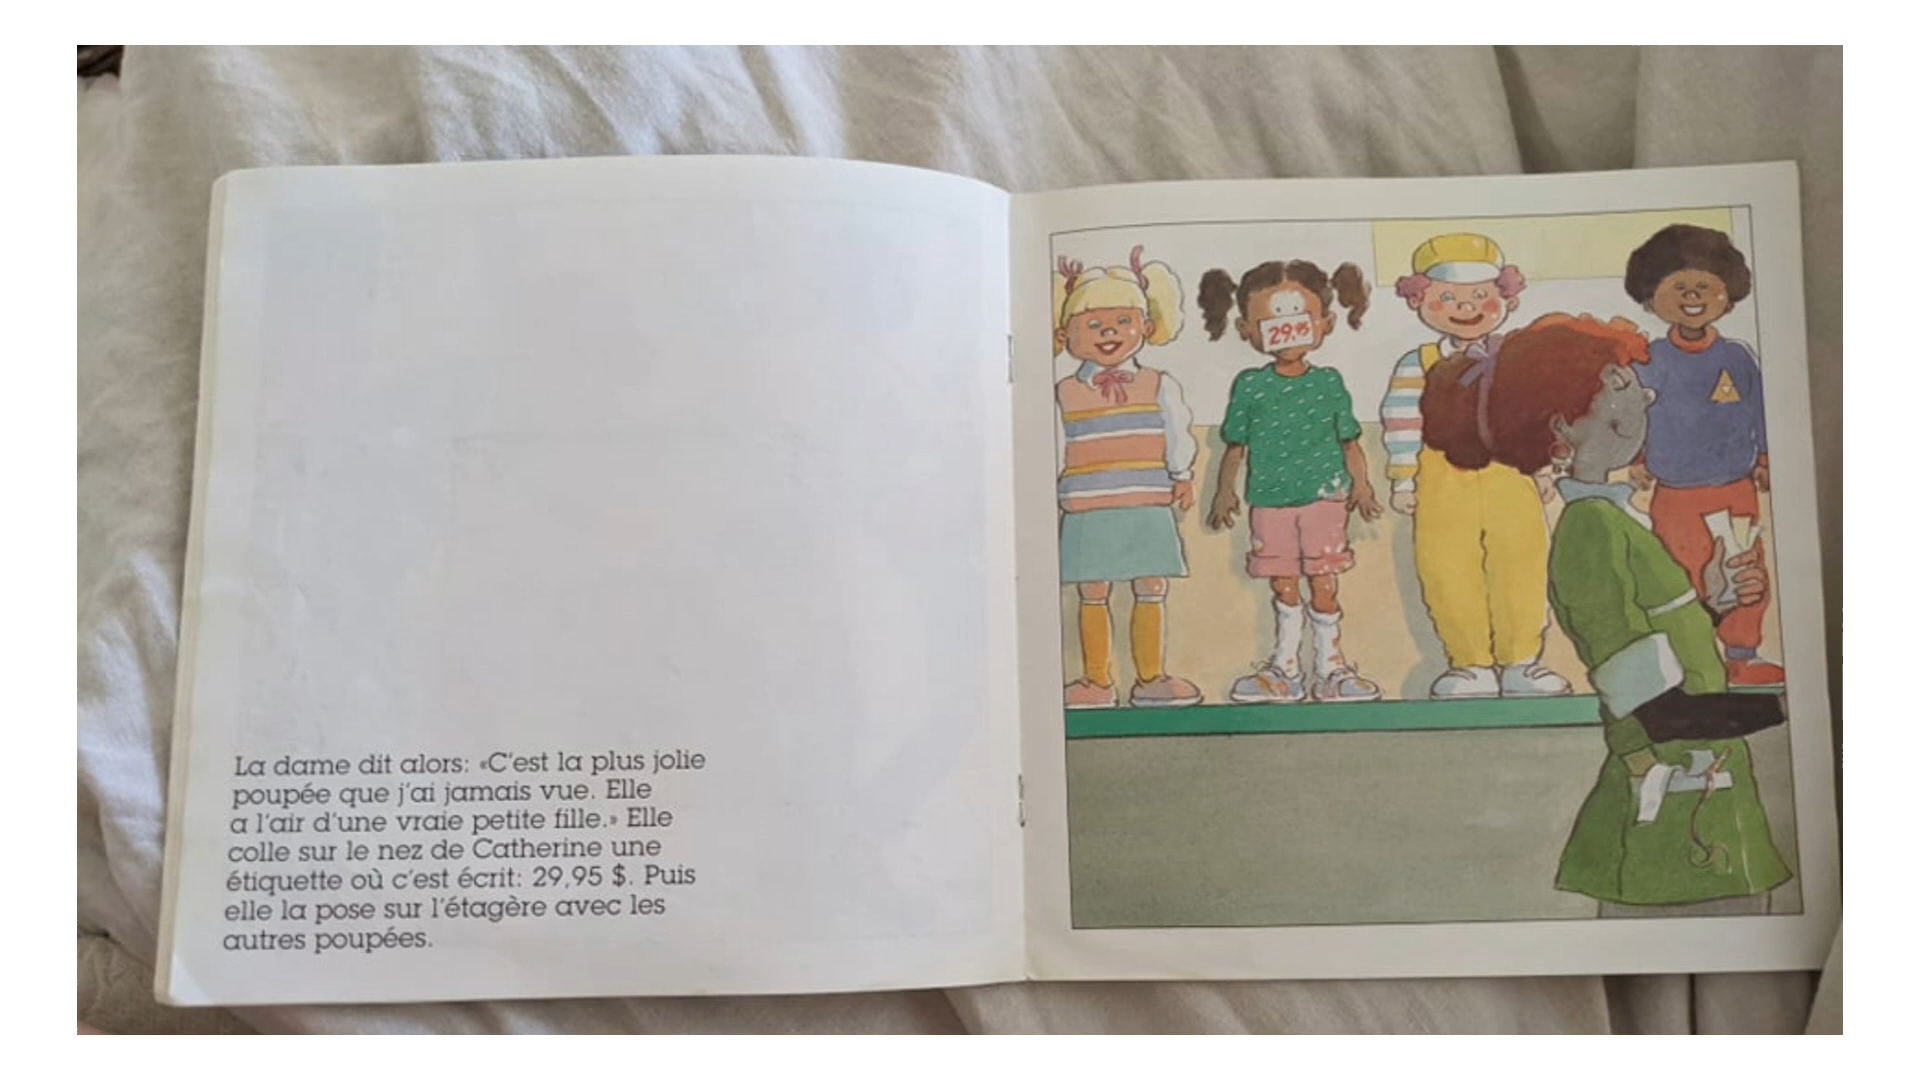 La dame dit alors: «C'est la plus jolie
poupée que j'ai jamais vue. Elle
a l'air d'une vraie petite fille.» Elle
colle sur le nez de Catherine une
étiquette où c'est écrit: 29,95 $. Puis
elle la pose sur l'étagère avec les
autres poupées.
29.95